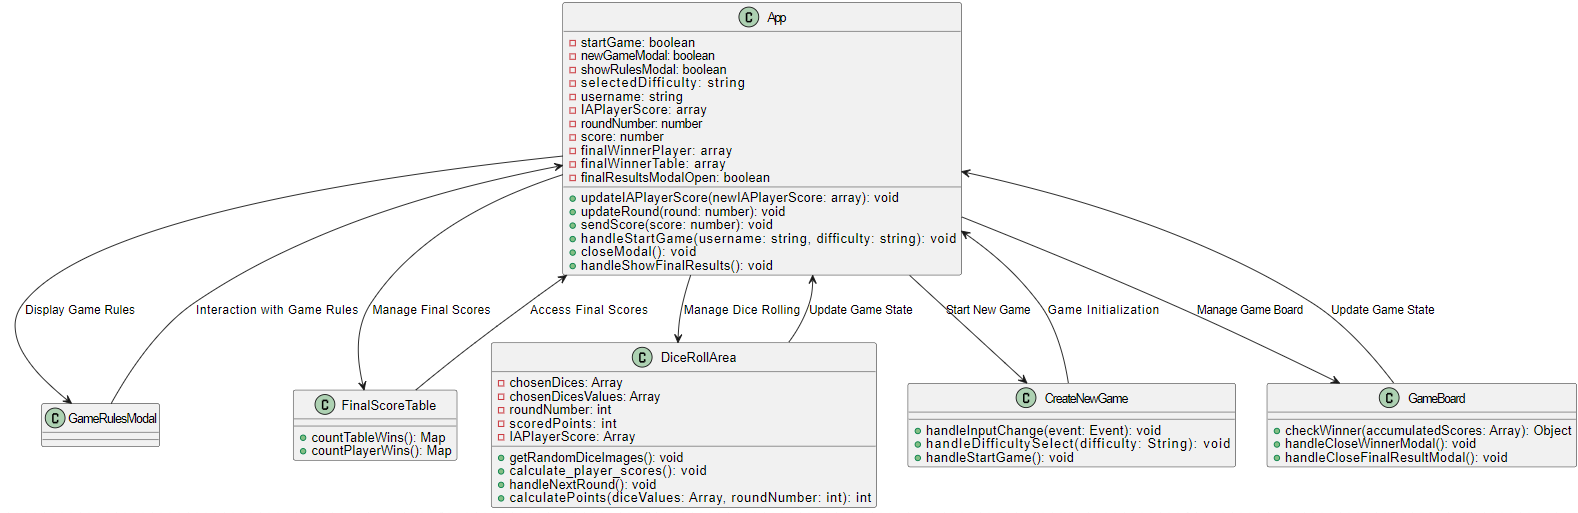 C App
startGame: boolean
newGameModal: boolean
showRulesModal: boolean
selectedDifficulty: string
username: string
IAPlayerScore: array
roundNumber: number
score: number
finalWinnerPlayer: array
finalWinnerTable: array
finalResultsModalOpen: boolean
updateIAPlayerScore(newIAPlayerScore: array): void
updateRound(round: number): void
sendScore(score: number): void
handleStartGame(username: string, difficulty: string): void
closeModal(): void
handleShowFinalResults(): void
Display Game Rules
Interaction with Game Rules
Manage Final Scores
Access Final Scores
Manage Dice Rolling
Update Game State
Start New Game
Game Initialization
Manage Game Board
Update Game State
C GameRulesModal
C FinalScoreTable
countTableWins(): Map
countPlayerWins(): Map
C DiceRollArea
chosenDices: Array
chosenDicesValues: Array
roundNumber: int
scoredPoints: int
IAPlayerScore: Array
getRandomDiceImages(): void
calculate_player_scores(): void
handleNextRound(): void
calculatePoints(diceValues: Array, roundNumber: int): int
C CreateNewGame
handleInputChange(event: Event): void
handleDifficultySelect(difficulty: String): void
handleStartGame(): void
C GameBoard
checkWinner(accumulatedScores: Array): Object
handleCloseWinnerModal(): void
handleCloseFinalResultModal(): void